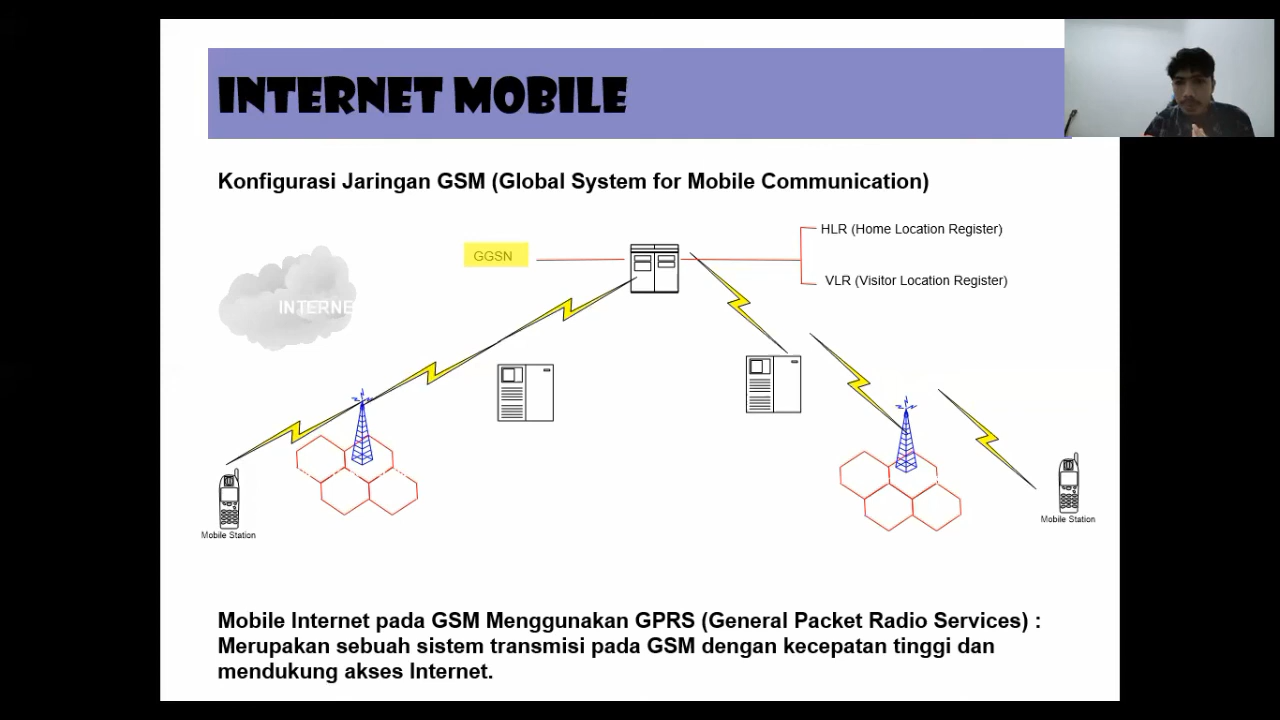 INTERNET MOBILE
Konfigurasi Jaringan GSM (Global System for Mobile Communication)
HLR (Home Location Register)
GGSN
VLR (Visitor Location Register)
INTERNE
Mobile Station
Mobile Station
Mobile Internet pada GSM Menggunakan GPRS (General Packet Radio Services) :
Merupakan sebuah sistem transmisi pada GSM dengan kecepatan tinggi dan
mendukung akses Internet.